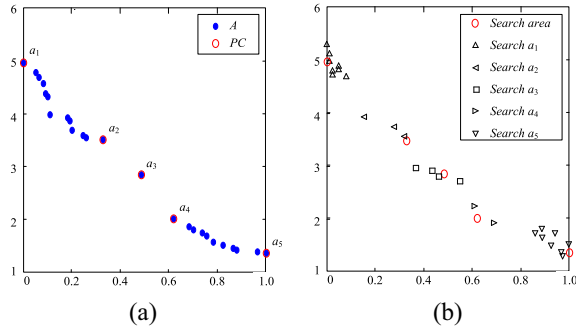 A
PC
a1
a2
a3
a4
a5
6
5
4
3
2
1
0 0.2 0.4 0.6 0.8 1.0
(a)
Search area
Search a1
Search a2
Search a3
Search a4
Search a5
6
5
4
3
2
1
0 0.2 0.4 0.6 0.8 1.0
(b)